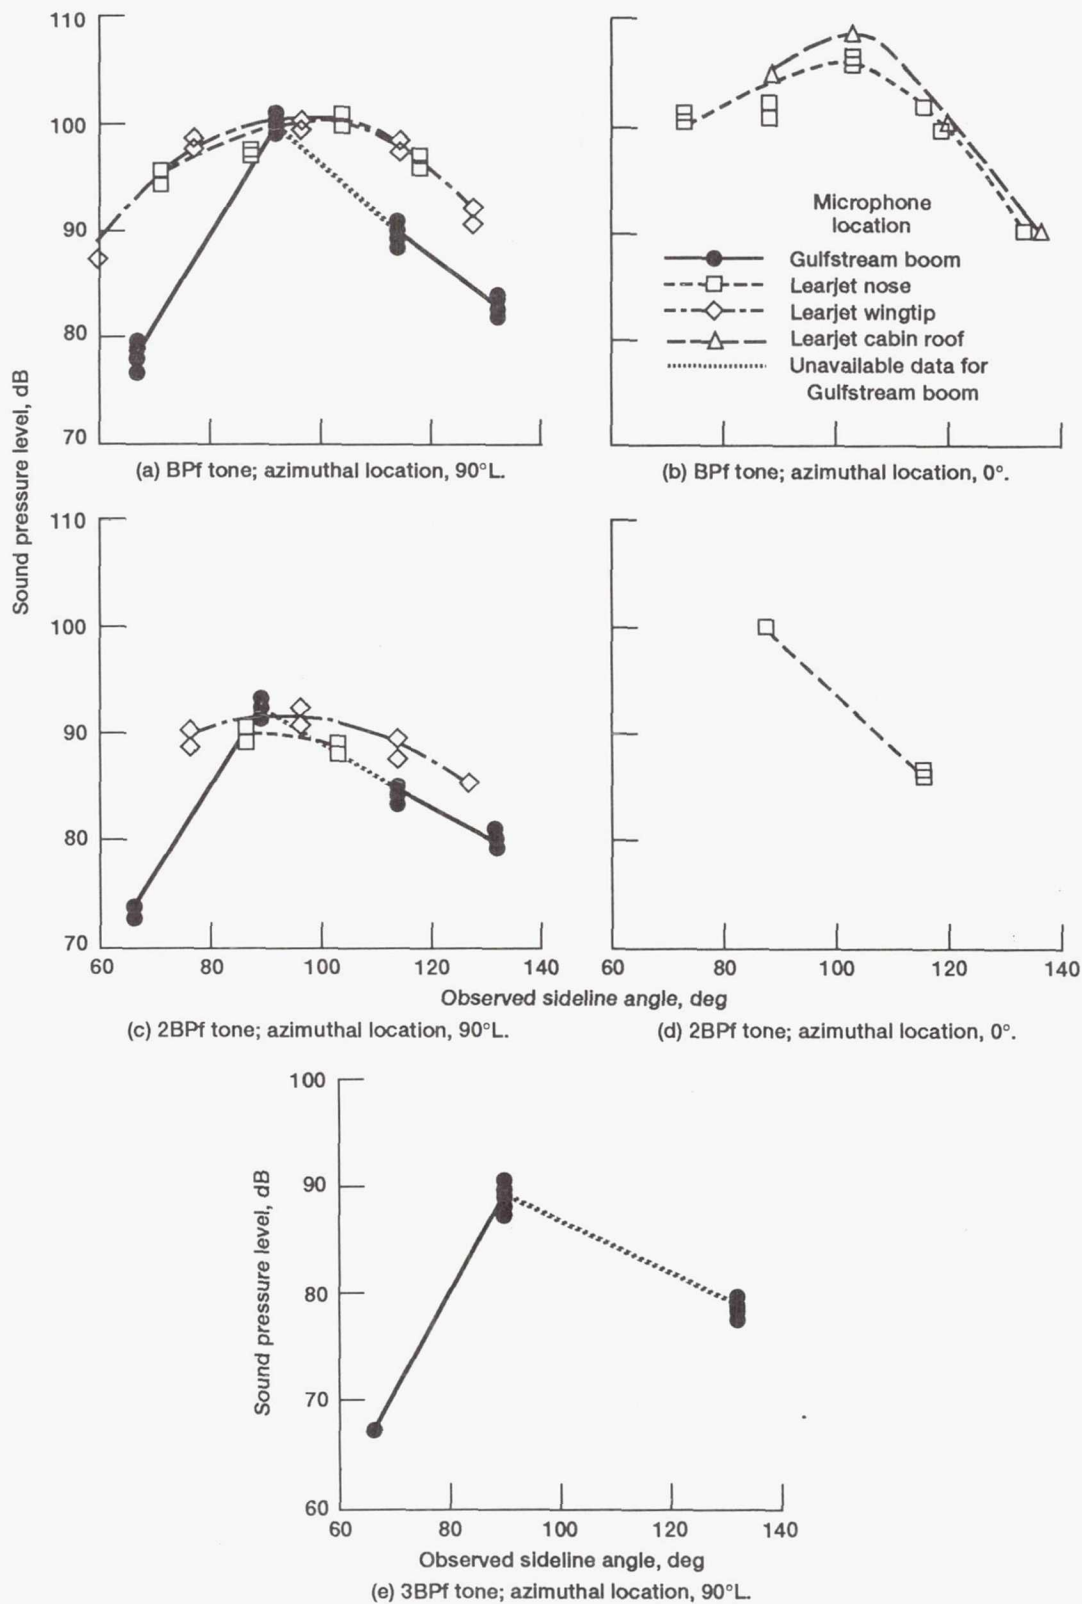 110
100
90
80
70
Sound pressure level, dB
(a) BPf tone; azimuthal location, 90°L.
Microphone
location
Gulfstream boom
Learjet nose
Learjet wingtip
Learjet cabin roof
Unavailable data for
Gulfstream boom
(b) BPf tone; azimuthal location, 0°.
110
100
90
80
70
60 80 100 120 140
60 80 100 120 140
Observed sideline angle, deg
(c) 2BPf tone; azimuthal location, 90°L.
(d) 2BPf tone; azimuthal location, 0°.
100
90
80
70
60
Sound pressure level, dB
60 80 100 120 140
Observed sideline angle, deg
(e) 3BPf tone; azimuthal location, 90°L.